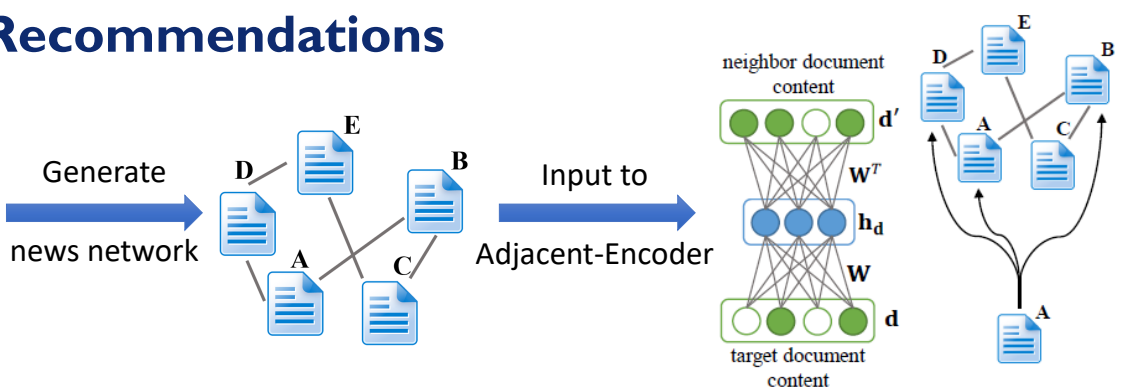 Recommendations
Generate
news network
E
D
B
A
C
Input to
Adjacent-Encoder
neighbor document
content
d′
W^T
h_d
W
d
target document
content
E
D
B
A
C
A